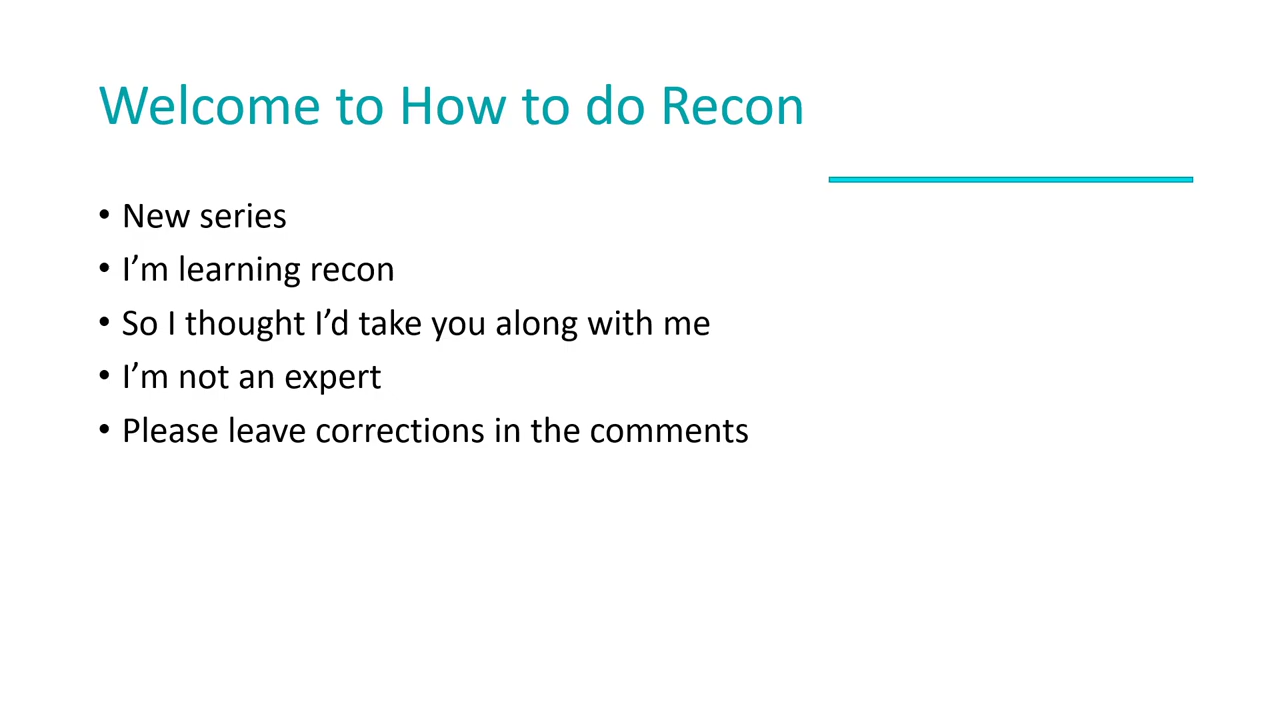 Welcome to How to do Recon
• New series
• I’m learning recon
• So I thought I’d take you along with me
• I’m not an expert
• Please leave corrections in the comments